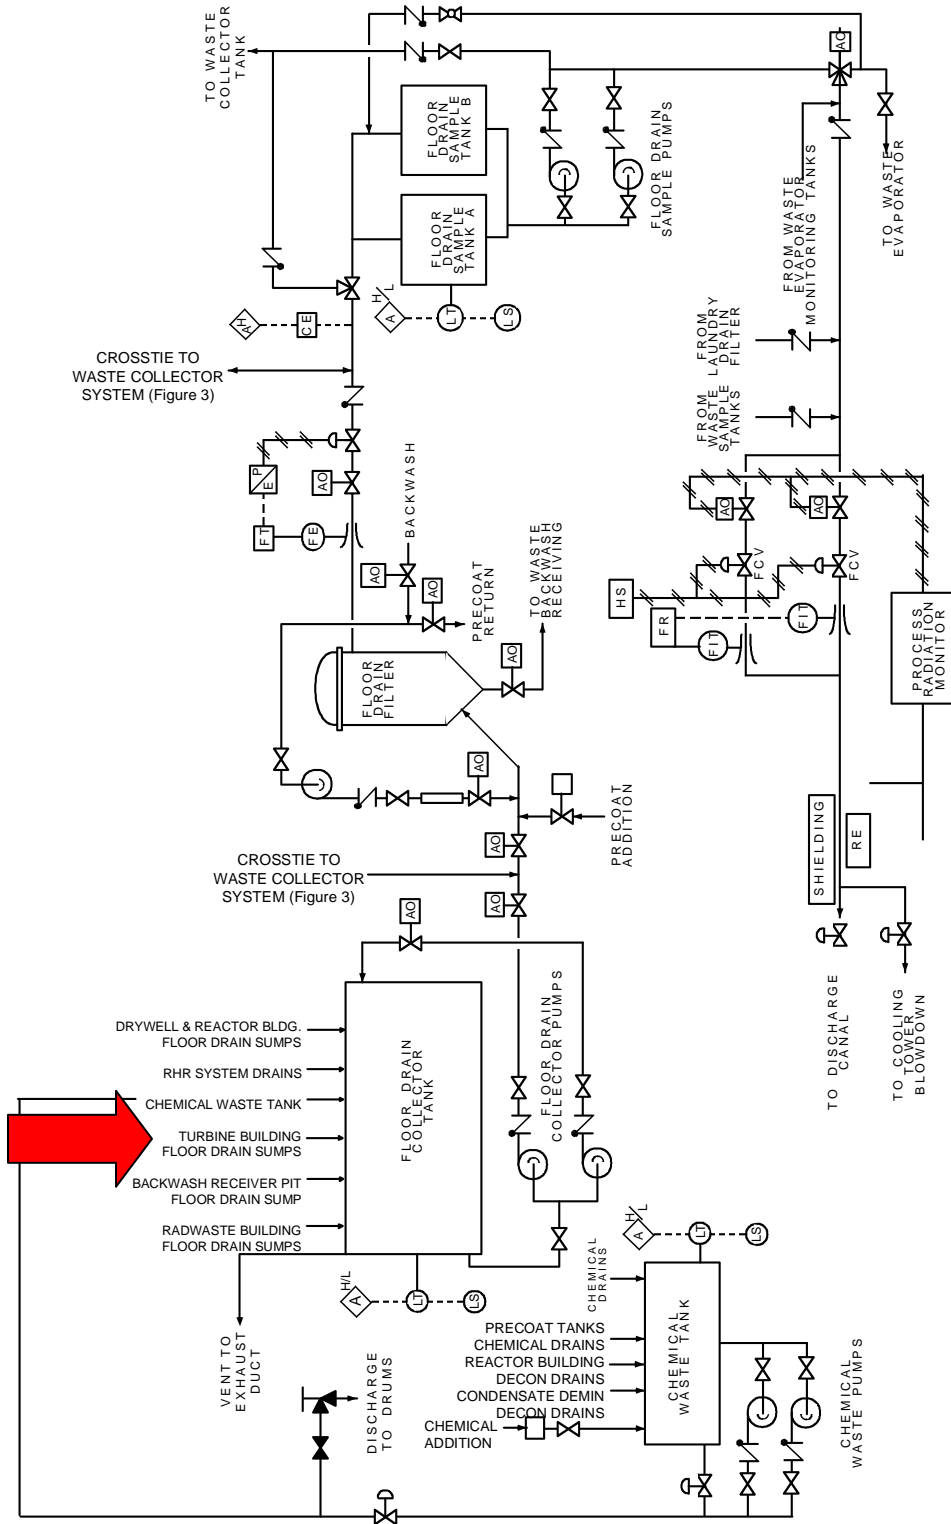 TO WASTE
COLLECTOR
TANK
AO
FLOOR
DRAIN
SAMPLE
TANK B
FLOOR
DRAIN
SAMPLE
TANK A
FLOOR DRAIN
SAMPLE PUMPS
TO WASTE
EVAPORATOR
FROM WASTE
EVAPORATOR
MONITORING TANKS
H/L
A
LT
LS
AH
CE
CROSSTIE TO
WASTE COLLECTOR
SYSTEM (Figure 3)
FROM
LAUNDRY
DRAIN
FILTER
FROM
WASTE
SAMPLE
TANKS
E/P
FT
FE
AO
BACKWASH
AO
AO
PRECOAT
RETURN
TO WASTE
BACKWASH
RECEIVING
AO
FLOOR
DRAIN
FILTER
AO
AO
HS
FCV
FCV
FR
FIT
FIT
PROCESS
RADIATION
MONITOR
AO
PRECOAT
ADDITION
AO
CROSSTIE TO
WASTE COLLECTOR
SYSTEM (Figure 3)
AO
AO
AO
SHIELDING
RE
TO DISCHARGE
CANAL
TO COOLING
TOWER
BLOWDOWN
DRYWELL & REACTOR BLDG.
FLOOR DRAIN SUMPS
RHR SYSTEM DRAINS
CHEMICAL WASTE TANK
TURBINE BUILDING
FLOOR DRAIN SUMPS
BACKWASH RECEIVER PIT
FLOOR DRAIN SUMP
RADWASTE BUILDING
FLOOR DRAIN SUMPS
FLOOR DRAIN
COLLECTOR
TANK
FLOOR DRAIN
COLLECTOR PUMPS
H/L
A
LT
LS
VENT TO
EXHAUST
DUCT
DISCHARGE
TO DRUMS
H/L
A
LT
LS
CHEMICAL
DRAINS
PRECOAT TANKS
CHEMICAL DRAINS
REACTOR BUILDING
DECON DRAINS
CONDENSATE DEMIN
DECON DRAINS
CHEMICAL
ADDITION
CHEMICAL
WASTE TANK
CHEMICAL
WASTE PUMPS